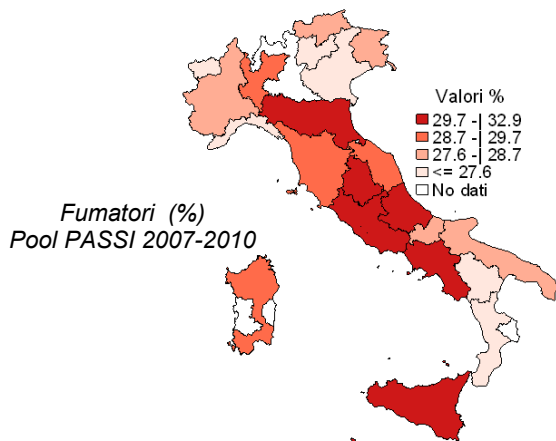 Valori %
29.7 -| 32.9
28.7 -| 29.7
27.6 -| 28.7
<= 27.6
No dati
Fumatori (%)
Pool PASSI 2007-2010